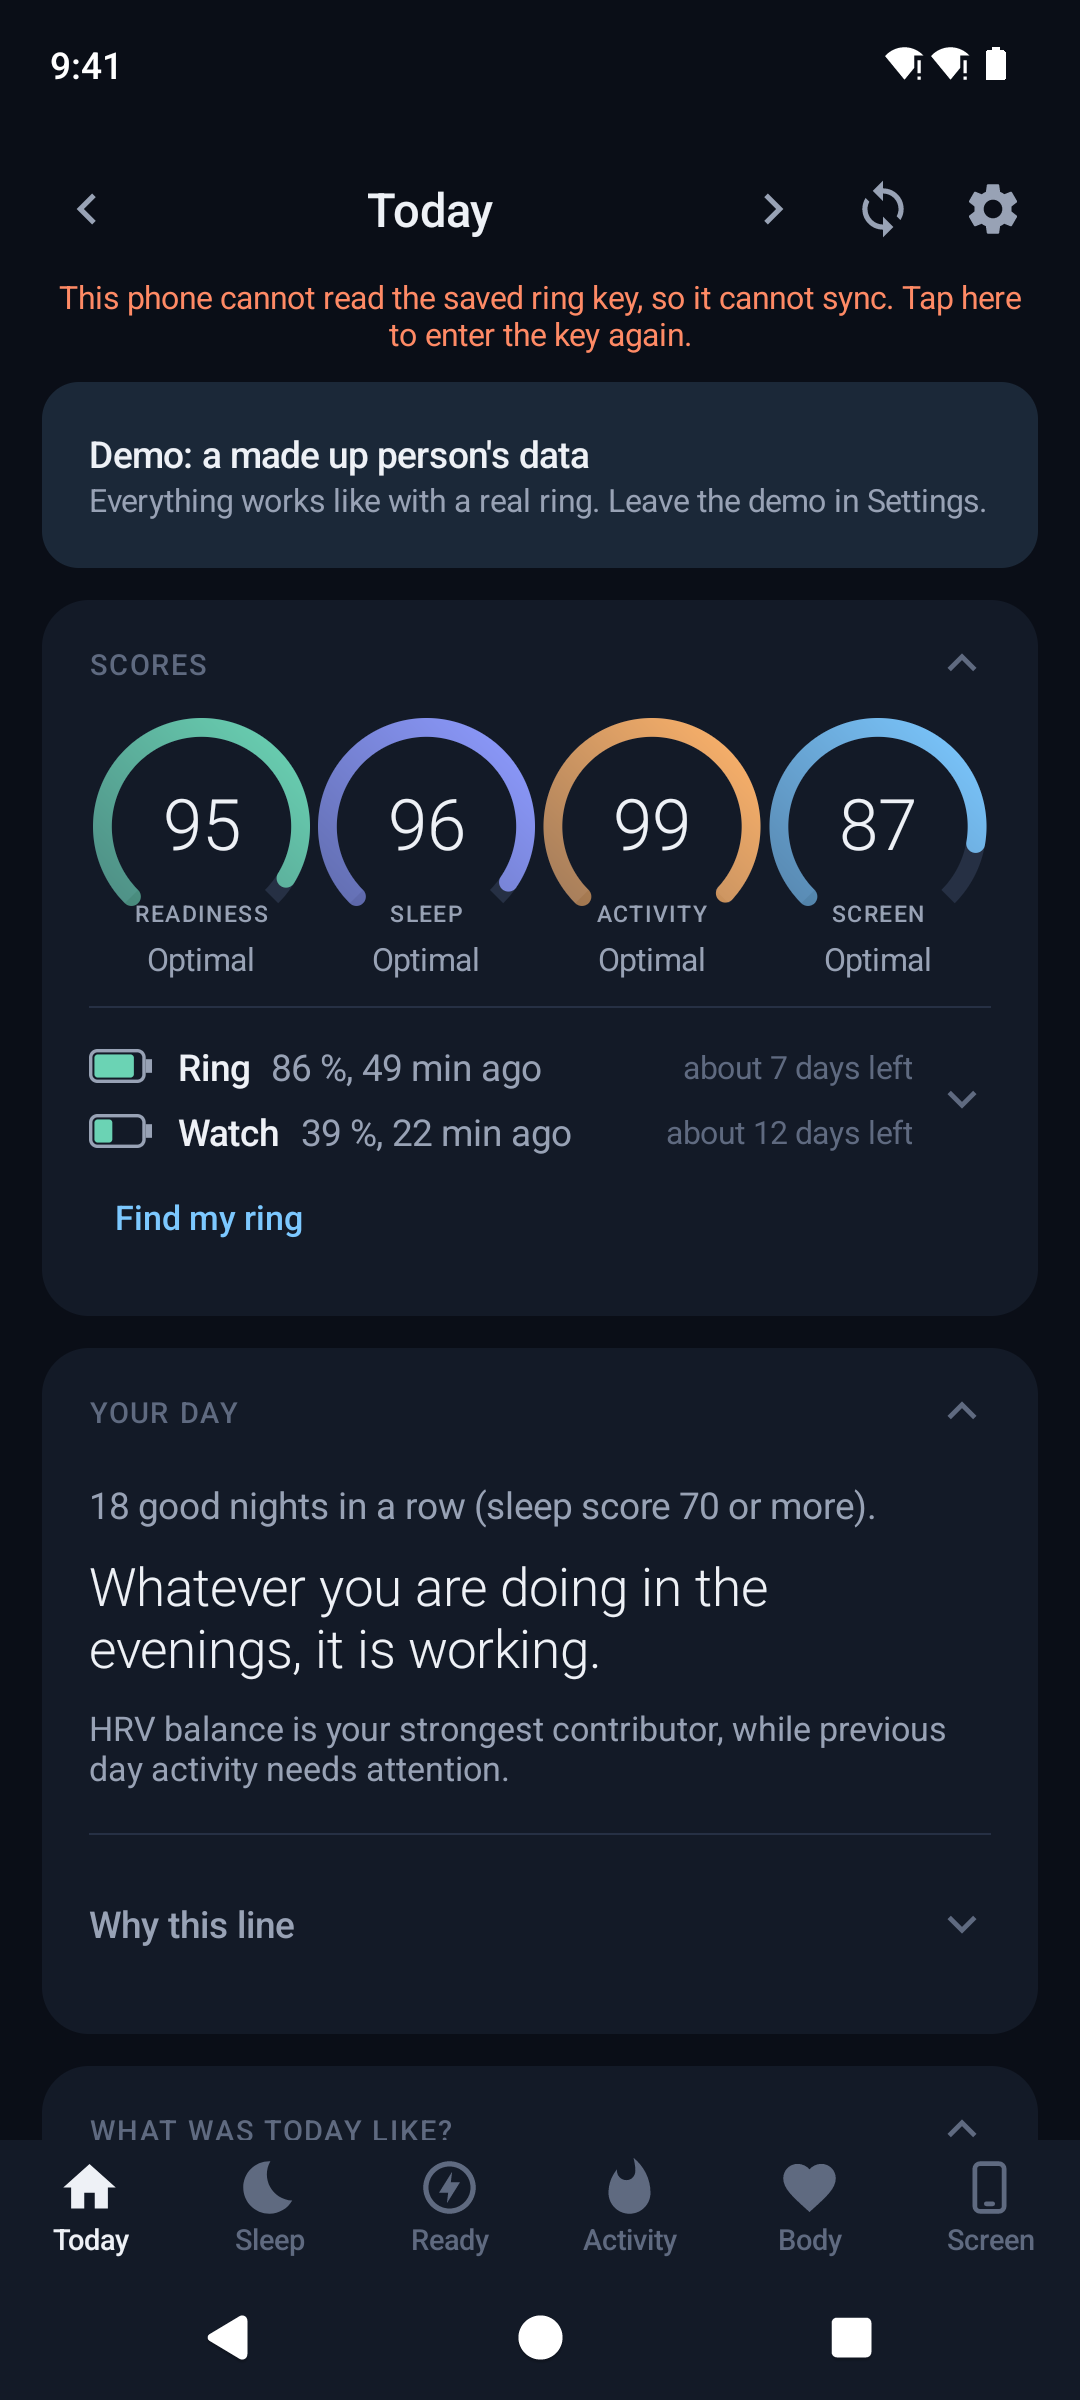 9:41
Today
This phone cannot read the saved ring key, so it cannot sync. Tap here
to enter the key again.
Demo: a made up person's data
Everything works like with a real ring. Leave the demo in Settings.
SCORES
95
96
99
87
READINESS
SLEEP
ACTIVITY
SCREEN
Optimal
Optimal
Optimal
Optimal
Ring 86 %, 49 min ago about 7 days left
Watch 39 %, 22 min ago about 12 days left
Find my ring
YOUR DAY
18 good nights in a row (sleep score 70 or more).
Whatever you are doing in the
evenings, it is working.
HRV balance is your strongest contributor, while previous
day activity needs attention.
Why this line
WHAT WAS TODAY LIKE?
Today
Sleep
Ready
Activity
Body
Screen